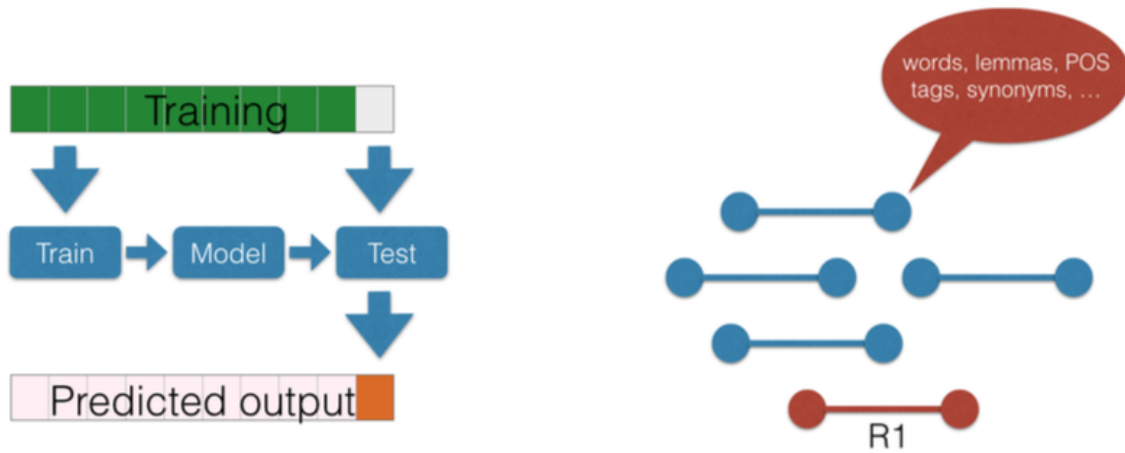 Training
Train
Model
Test
Predicted output
words, lemmas, POS
tags, synonyms, ...
R1